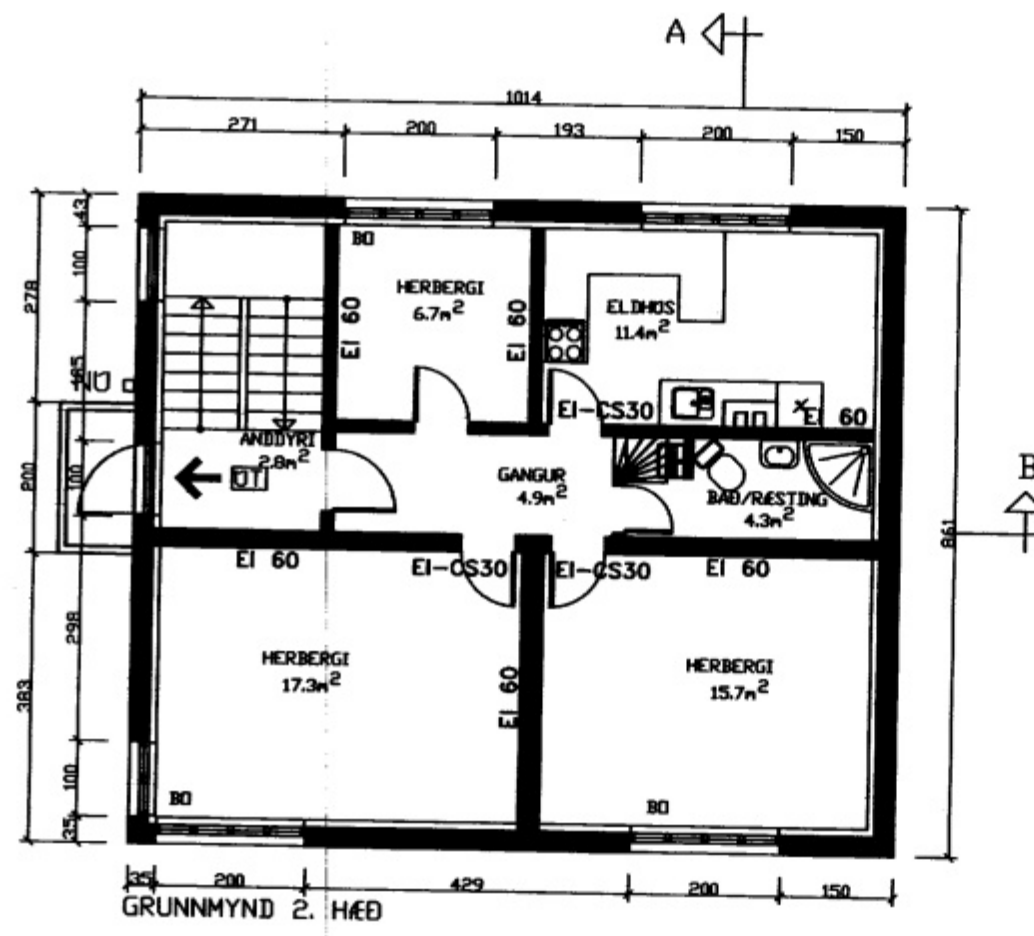 A
1014
271 200 193 200 150
43
100
278
185
200
100
298
383
100
35
861
B
BO
HERBERGI
6.7m²
EI 60
EI 60
ELDHÚS
11.4m²
EI-CS30
EI 60
NÚ
ANDDYRI
2.8m²
ÚT
GANGUR
4.9m²
BAÐ/RÆSTING
4.3m²
EI 60
EI-CS30
EI-CS30
EI 60
HERBERGI
17.3m²
EI 60
HERBERGI
15.7m²
BO
BO
35 200 429 200 150
GRUNNMYND 2. HÆÐ